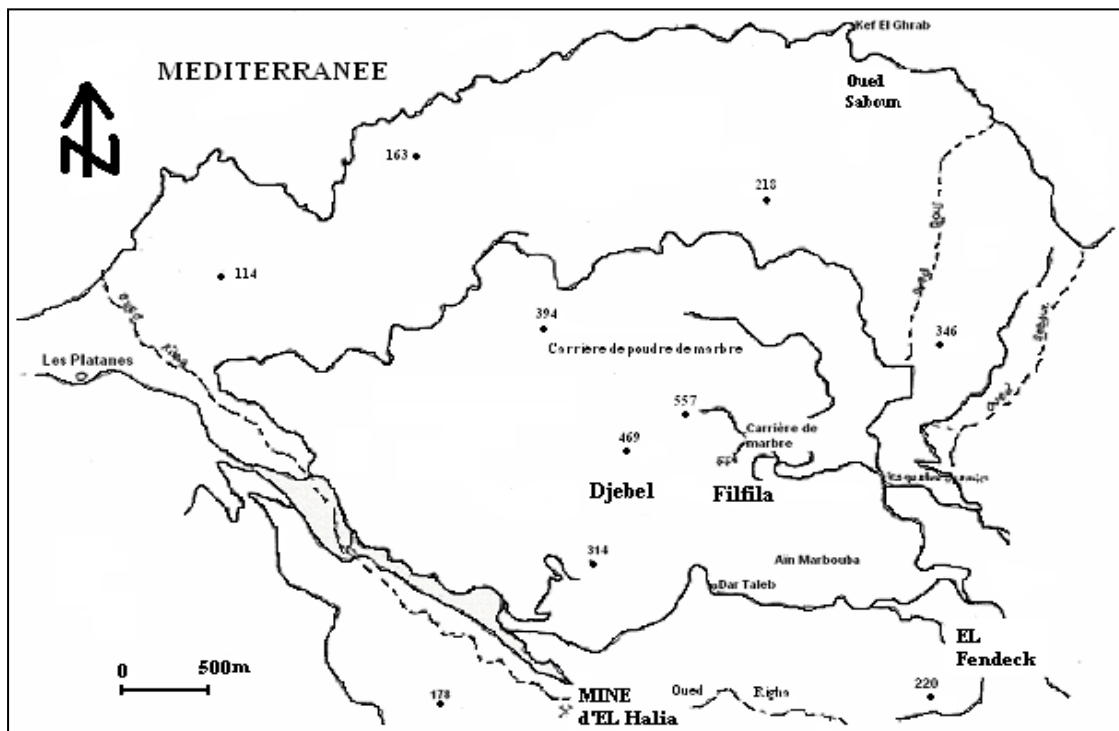 Kef El Ghrab
MEDITERRANEE
Oued
Saboun
N
163
218
114
Oued
394
Carrière de poudre de marbre
346
Les Platanes
557
Carrière de
marbre
469
Djebel
Filfila
314
Aïn Marbouba
Dar Taleb
EL
Fendeck
0
500m
178
Oued
Righa
220
MINE
d'EL Halia